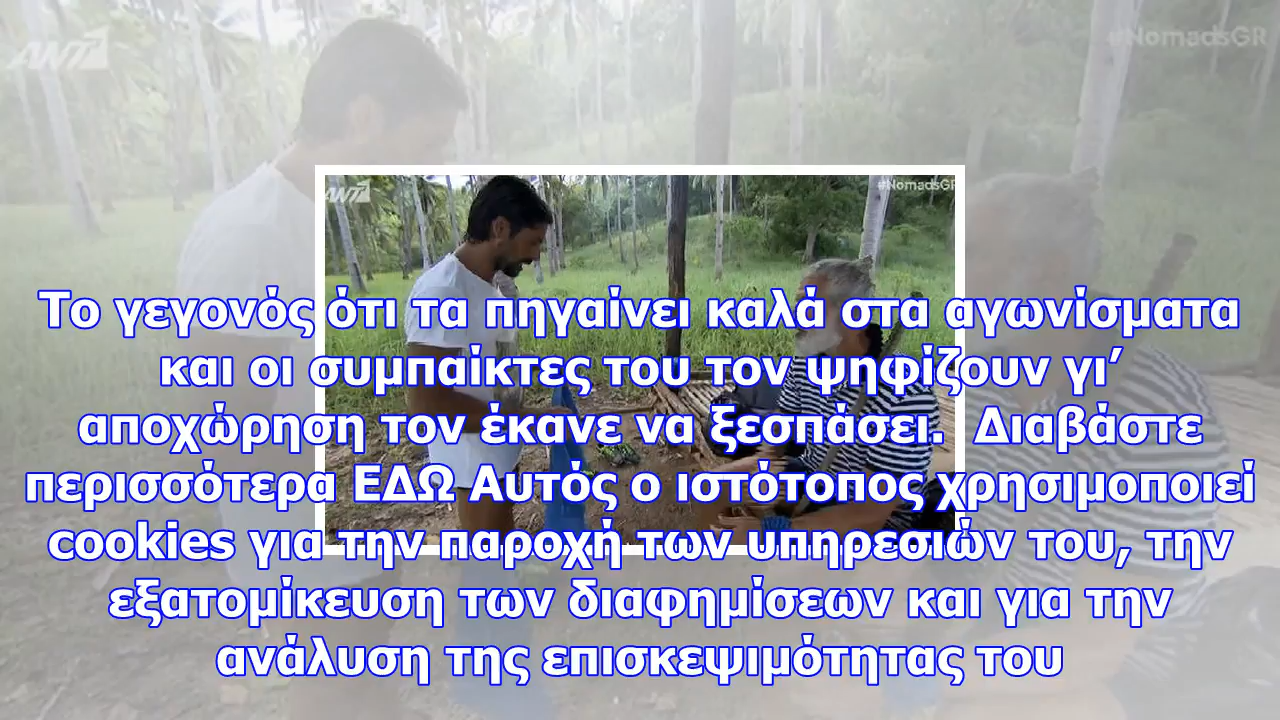 ANT1
#NomadsGR
ANT1
#NomadsGR
Το γεγονός ότι τα πηγαίνει καλά στα αγωνίσματα
και οι συμπαίκτες του τον ψηφίζουν γι’
αποχώρηση τον έκανε να ξεσπάσει.  Διαβάστε
περισσότερα ΕΔΩ Αυτός ο ιστότοπος χρησιμοποιεί
cookies για την παροχή των υπηρεσιών του, την
εξατομίκευση των διαφημίσεων και για την
ανάλυση της επισκεψιμότητας του